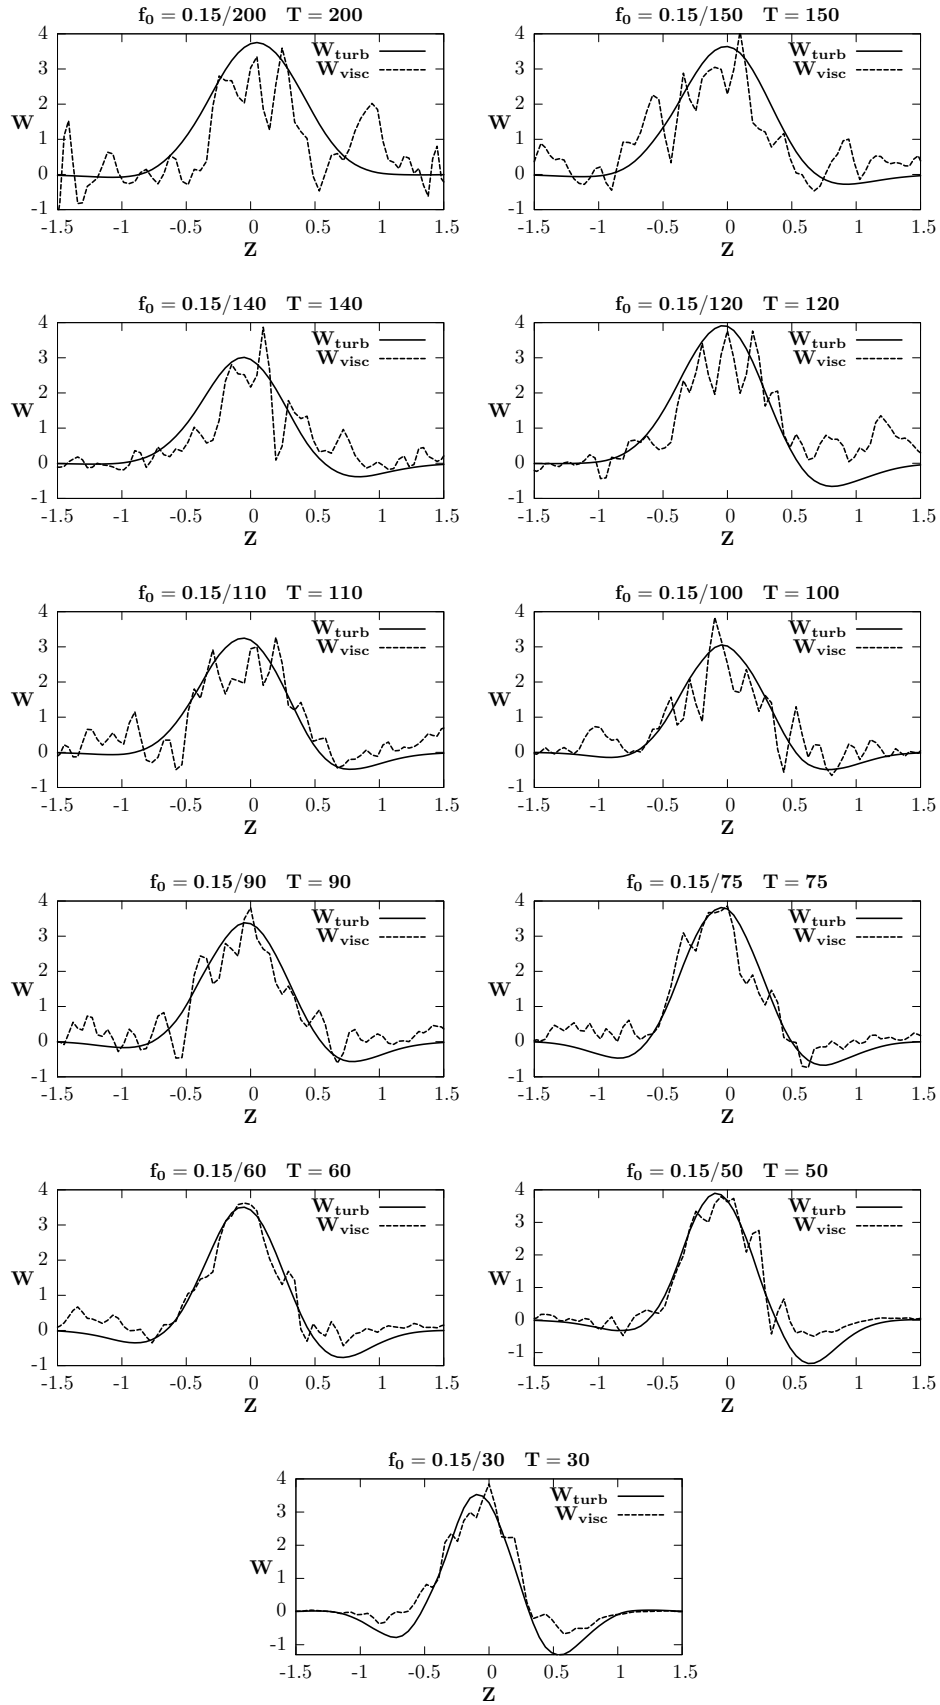 f₀ = 0.15/200 T = 200
4
3
2
1
0
-1
W
W_turb
W_visc
-1.5 -1 -0.5 0 0.5 1 1.5
Z
f₀ = 0.15/150 T = 150
4
3
2
1
0
-1
W
W_turb
W_visc
-1.5 -1 -0.5 0 0.5 1 1.5
Z
f₀ = 0.15/140 T = 140
4
3
2
1
0
-1
W
W_turb
W_visc
-1.5 -1 -0.5 0 0.5 1 1.5
Z
f₀ = 0.15/120 T = 120
4
3
2
1
0
-1
W
W_turb
W_visc
-1.5 -1 -0.5 0 0.5 1 1.5
Z
f₀ = 0.15/110 T = 110
4
3
2
1
0
-1
W
W_turb
W_visc
-1.5 -1 -0.5 0 0.5 1 1.5
Z
f₀ = 0.15/100 T = 100
4
3
2
1
0
-1
W
W_turb
W_visc
-1.5 -1 -0.5 0 0.5 1 1.5
Z
f₀ = 0.15/90 T = 90
4
3
2
1
0
-1
W
W_turb
W_visc
-1.5 -1 -0.5 0 0.5 1 1.5
Z
f₀ = 0.15/75 T = 75
4
3
2
1
0
-1
W
W_turb
W_visc
-1.5 -1 -0.5 0 0.5 1 1.5
Z
f₀ = 0.15/60 T = 60
4
3
2
1
0
-1
W
W_turb
W_visc
-1.5 -1 -0.5 0 0.5 1 1.5
Z
f₀ = 0.15/50 T = 50
4
3
2
1
0
-1
W
W_turb
W_visc
-1.5 -1 -0.5 0 0.5 1 1.5
Z
f₀ = 0.15/30 T = 30
4
3
2
1
0
-1
W
W_turb
W_visc
-1.5 -1 -0.5 0 0.5 1 1.5
Z